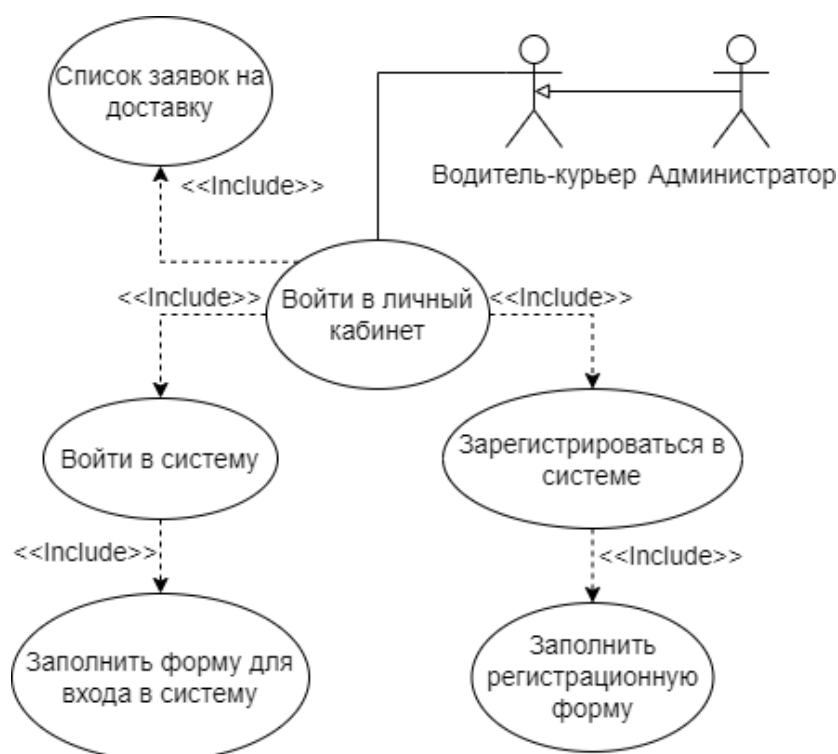 Список заявок на
доставку
Водитель-курьер
Администратор
<<Include>>
<<Include>>
Войти в личный
кабинет
<<Include>>
Войти в систему
Зарегистрироваться в
системе
<<Include>>
<<Include>>
Заполнить форму для
входа в систему
Заполнить
регистрационную
форму